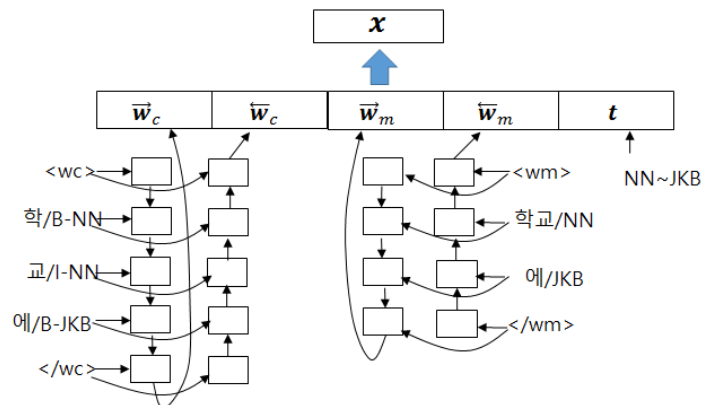 x
w⃗c w⃖c w⃗m w⃖m t
<wc>
학/B-NN
교/I-NN
에/B-JKB
</wc>
<wm>
학교/NN
에/JKB
</wm>
NN~JKB